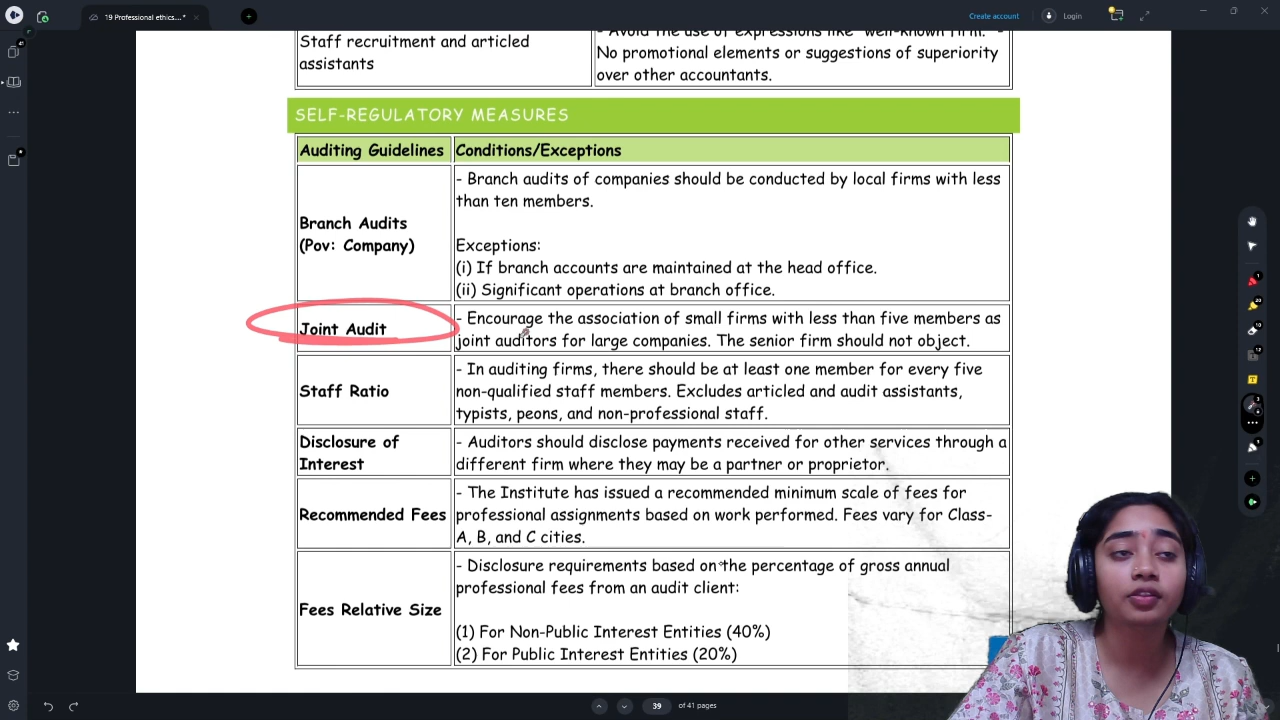 19 Professional ethics.... *
Create account
Login
Staff recruitment and articled
assistants
- Avoid the use of expressions like "well-known firm." -
No promotional elements or suggestions of superiority
over other accountants.
SELF-REGULATORY MEASURES
Auditing Guidelines
Conditions/Exceptions
Branch Audits
(Pov: Company)
- Branch audits of companies should be conducted by local firms with less
than ten members.
Exceptions:
(i) If branch accounts are maintained at the head office.
(ii) Significant operations at branch office.
Joint Audit
- Encourage the association of small firms with less than five members as
joint auditors for large companies. The senior firm should not object.
Staff Ratio
- In auditing firms, there should be at least one member for every five
non-qualified staff members. Excludes articled and audit assistants,
typists, peons, and non-professional staff.
Disclosure of
Interest
- Auditors should disclose payments received for other services through a
different firm where they may be a partner or proprietor.
Recommended Fees
- The Institute has issued a recommended minimum scale of fees for
professional assignments based on work performed. Fees vary for Class-
A, B, and C cities.
Fees Relative Size
- Disclosure requirements based on the percentage of gross annual
professional fees from an audit client:
(1) For Non-Public Interest Entities (40%)
(2) For Public Interest Entities (20%)
39
of 41 pages